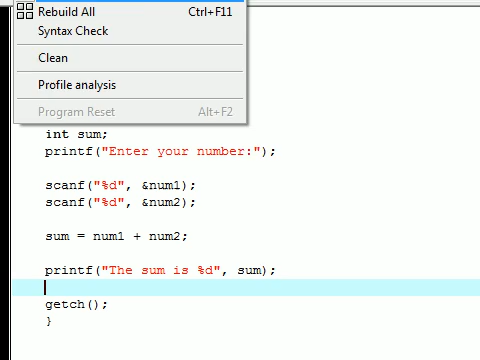 Rebuild All Ctrl+F11
Syntax Check
Clean
Profile analysis
Program Reset Alt+F2
int sum;
printf("Enter your number:");
scanf("%d", &num1);
scanf("%d", &num2);
sum = num1 + num2;
printf("The sum is %d", sum);
getch();
}